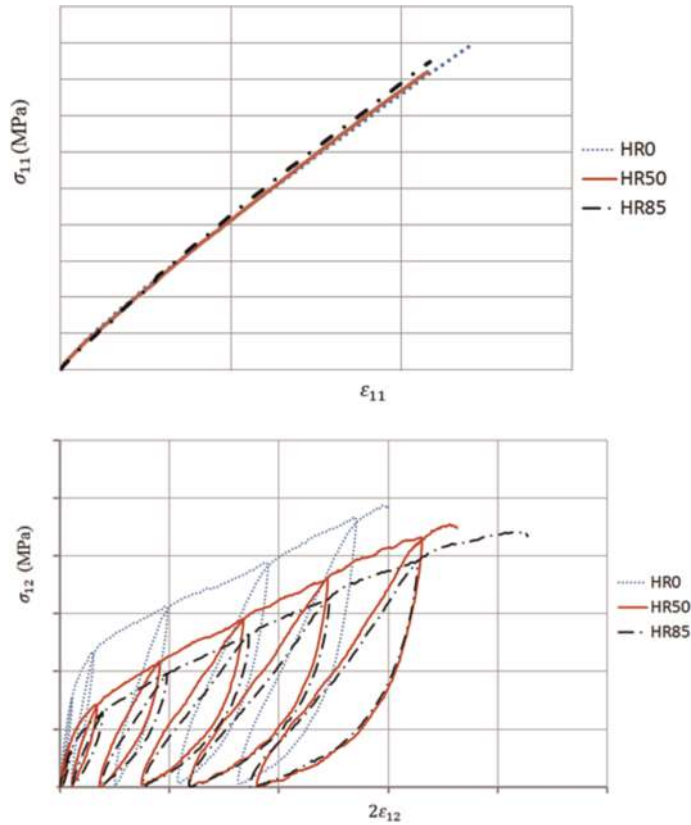 σ₁₁ (MPa)
HR0
HR50
HR85
ε₁₁
σ₁₂ (MPa)
HR0
HR50
HR85
2ε₁₂